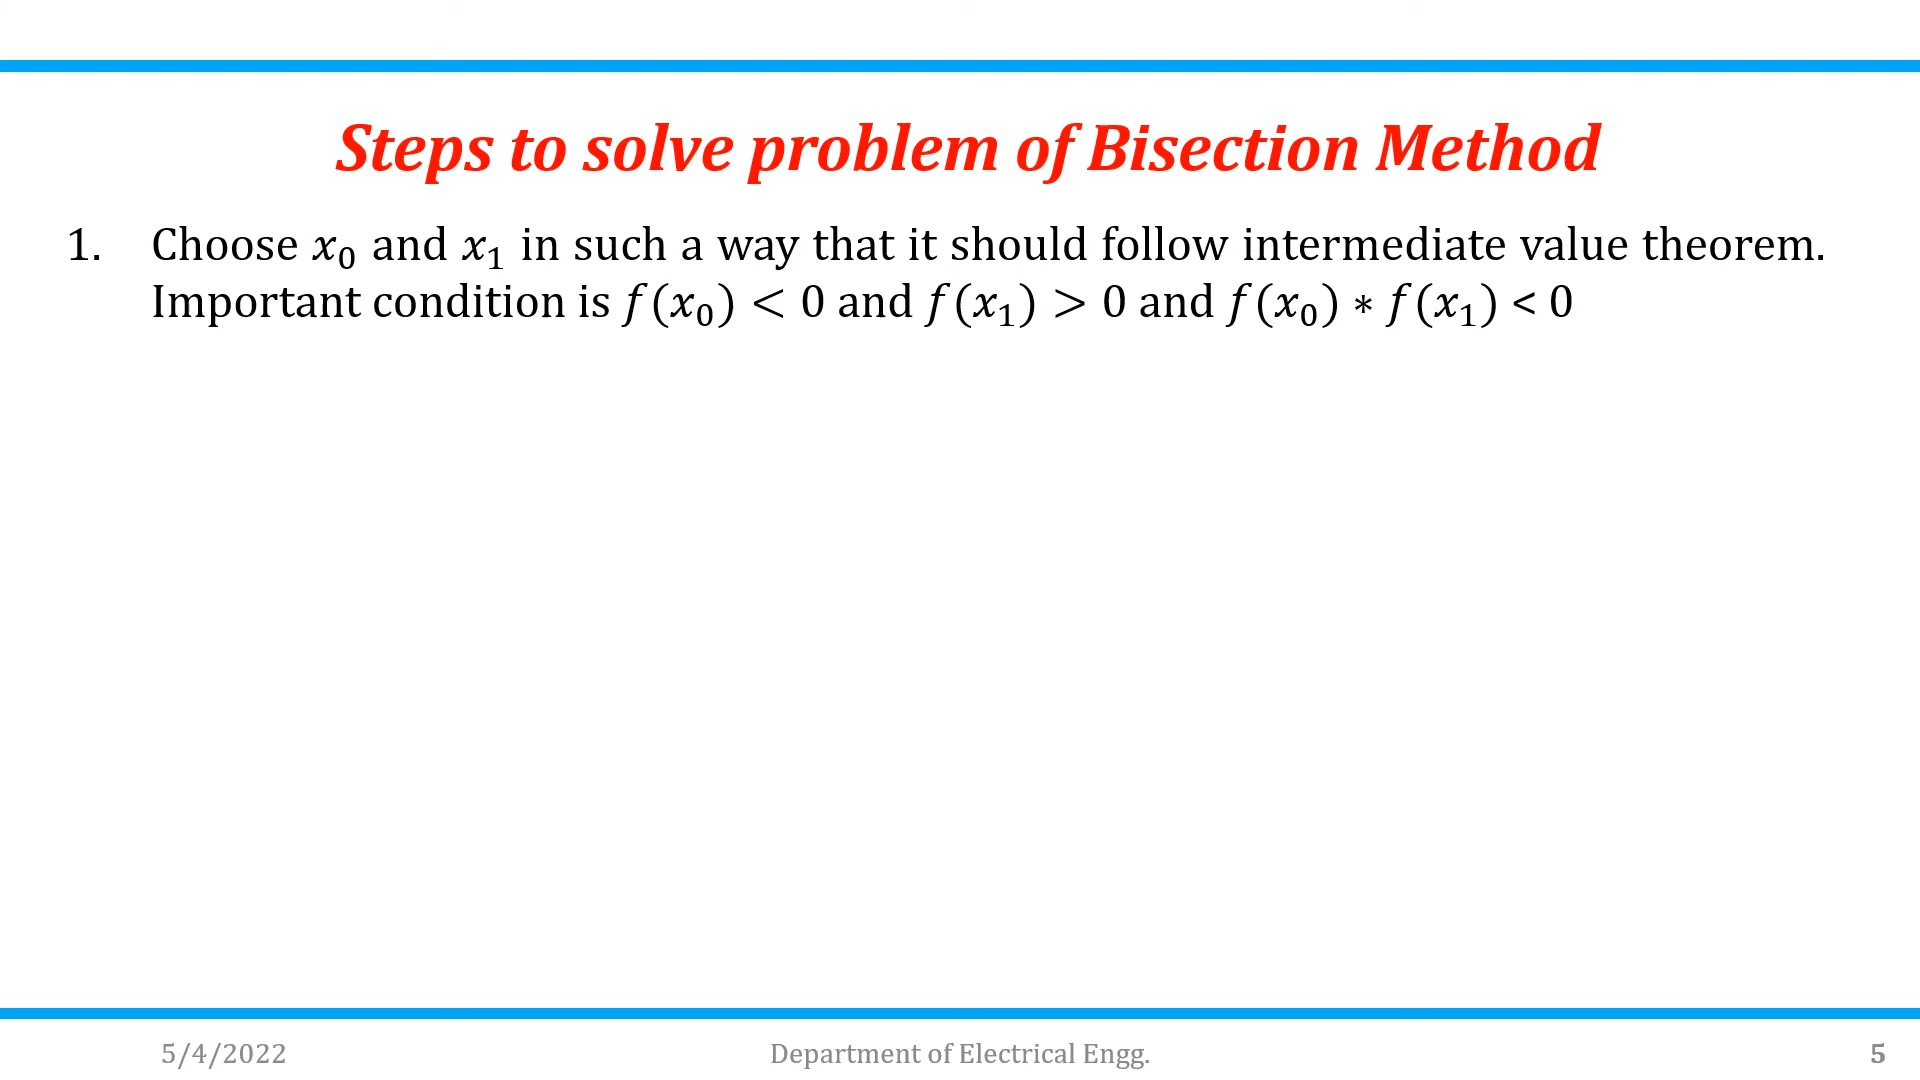 Steps to solve problem of Bisection Method
1. Choose x₀ and x₁ in such a way that it should follow intermediate value theorem.
Important condition is f(x₀) < 0 and f(x₁) > 0 and f(x₀) ∗ f(x₁) < 0
5/4/2022 Department of Electrical Engg. 5